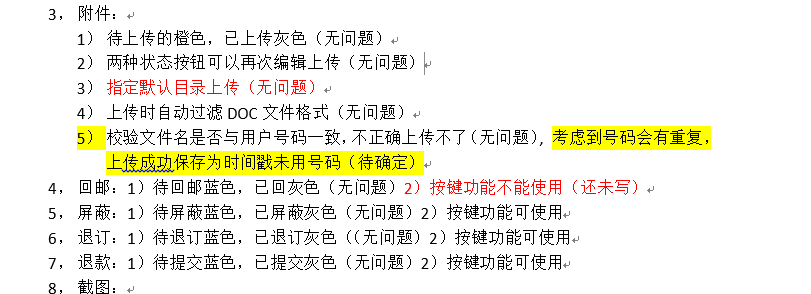 3, 附件：
1） 待上传的橙色，已上传灰色（无问题）
2） 两种状态按钮可以再次编辑上传（无问题）
3） 指定默认目录上传（无问题）
4） 上传时自动过滤 DOC 文件格式（无问题）
5） 校验文件名是否与用户号码一致，不正确上传不了（无问题), 考虑到号码会有重复，
上传成功保存为时间戳未用号码（待确定）
4, 回邮：1）待回邮蓝色，已回灰色（无问题）2）按键功能不能使用（还未写）
5, 屏蔽：1）待屏蔽蓝色，已屏蔽灰色（无问题）2）按键功能可使用
6, 退订：1）待退订蓝色，已退订灰色（(无问题）2）按键功能可使用
7, 退款：1）待提交蓝色，已提交灰色（无问题）2）按键功能可使用
8, 截图：